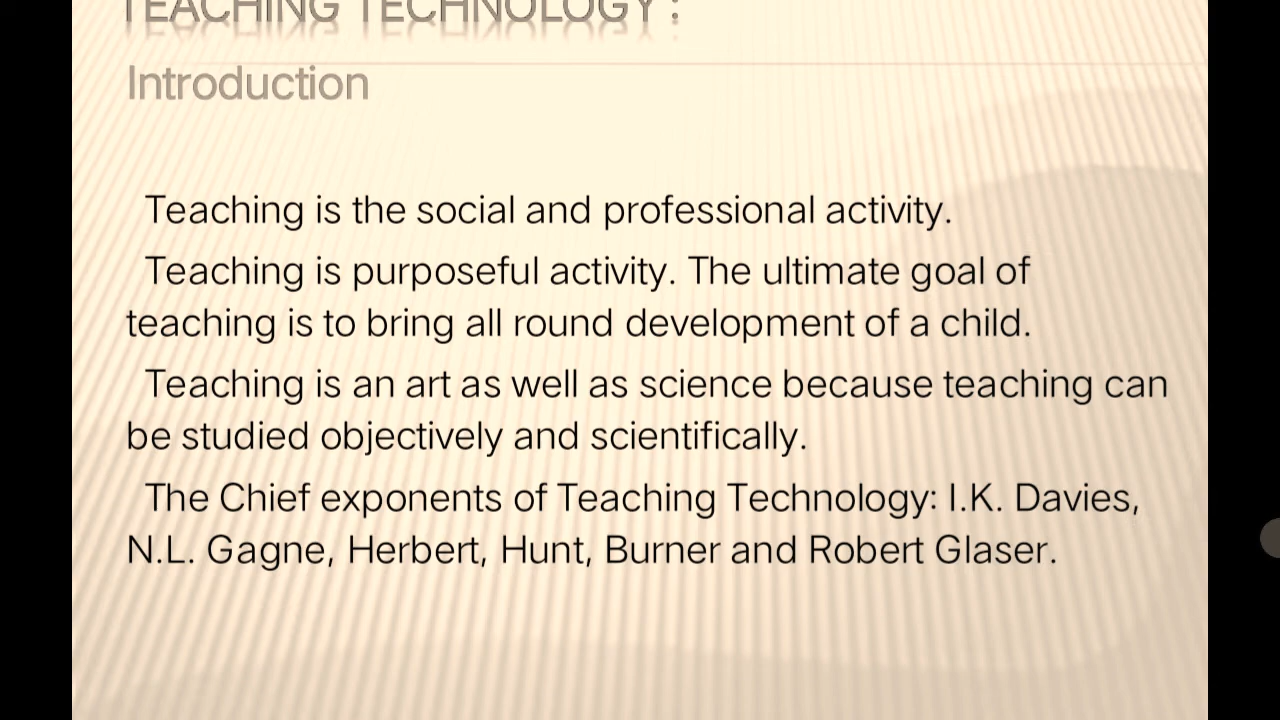 TEACHING TECHNOLOGY :
Introduction
Teaching is the social and professional activity.
Teaching is purposeful activity. The ultimate goal of
teaching is to bring all round development of a child.
Teaching is an art as well as science because teaching can
be studied objectively and scientifically.
The Chief exponents of Teaching Technology: I.K. Davies,
N.L. Gagne, Herbert, Hunt, Burner and Robert Glaser.